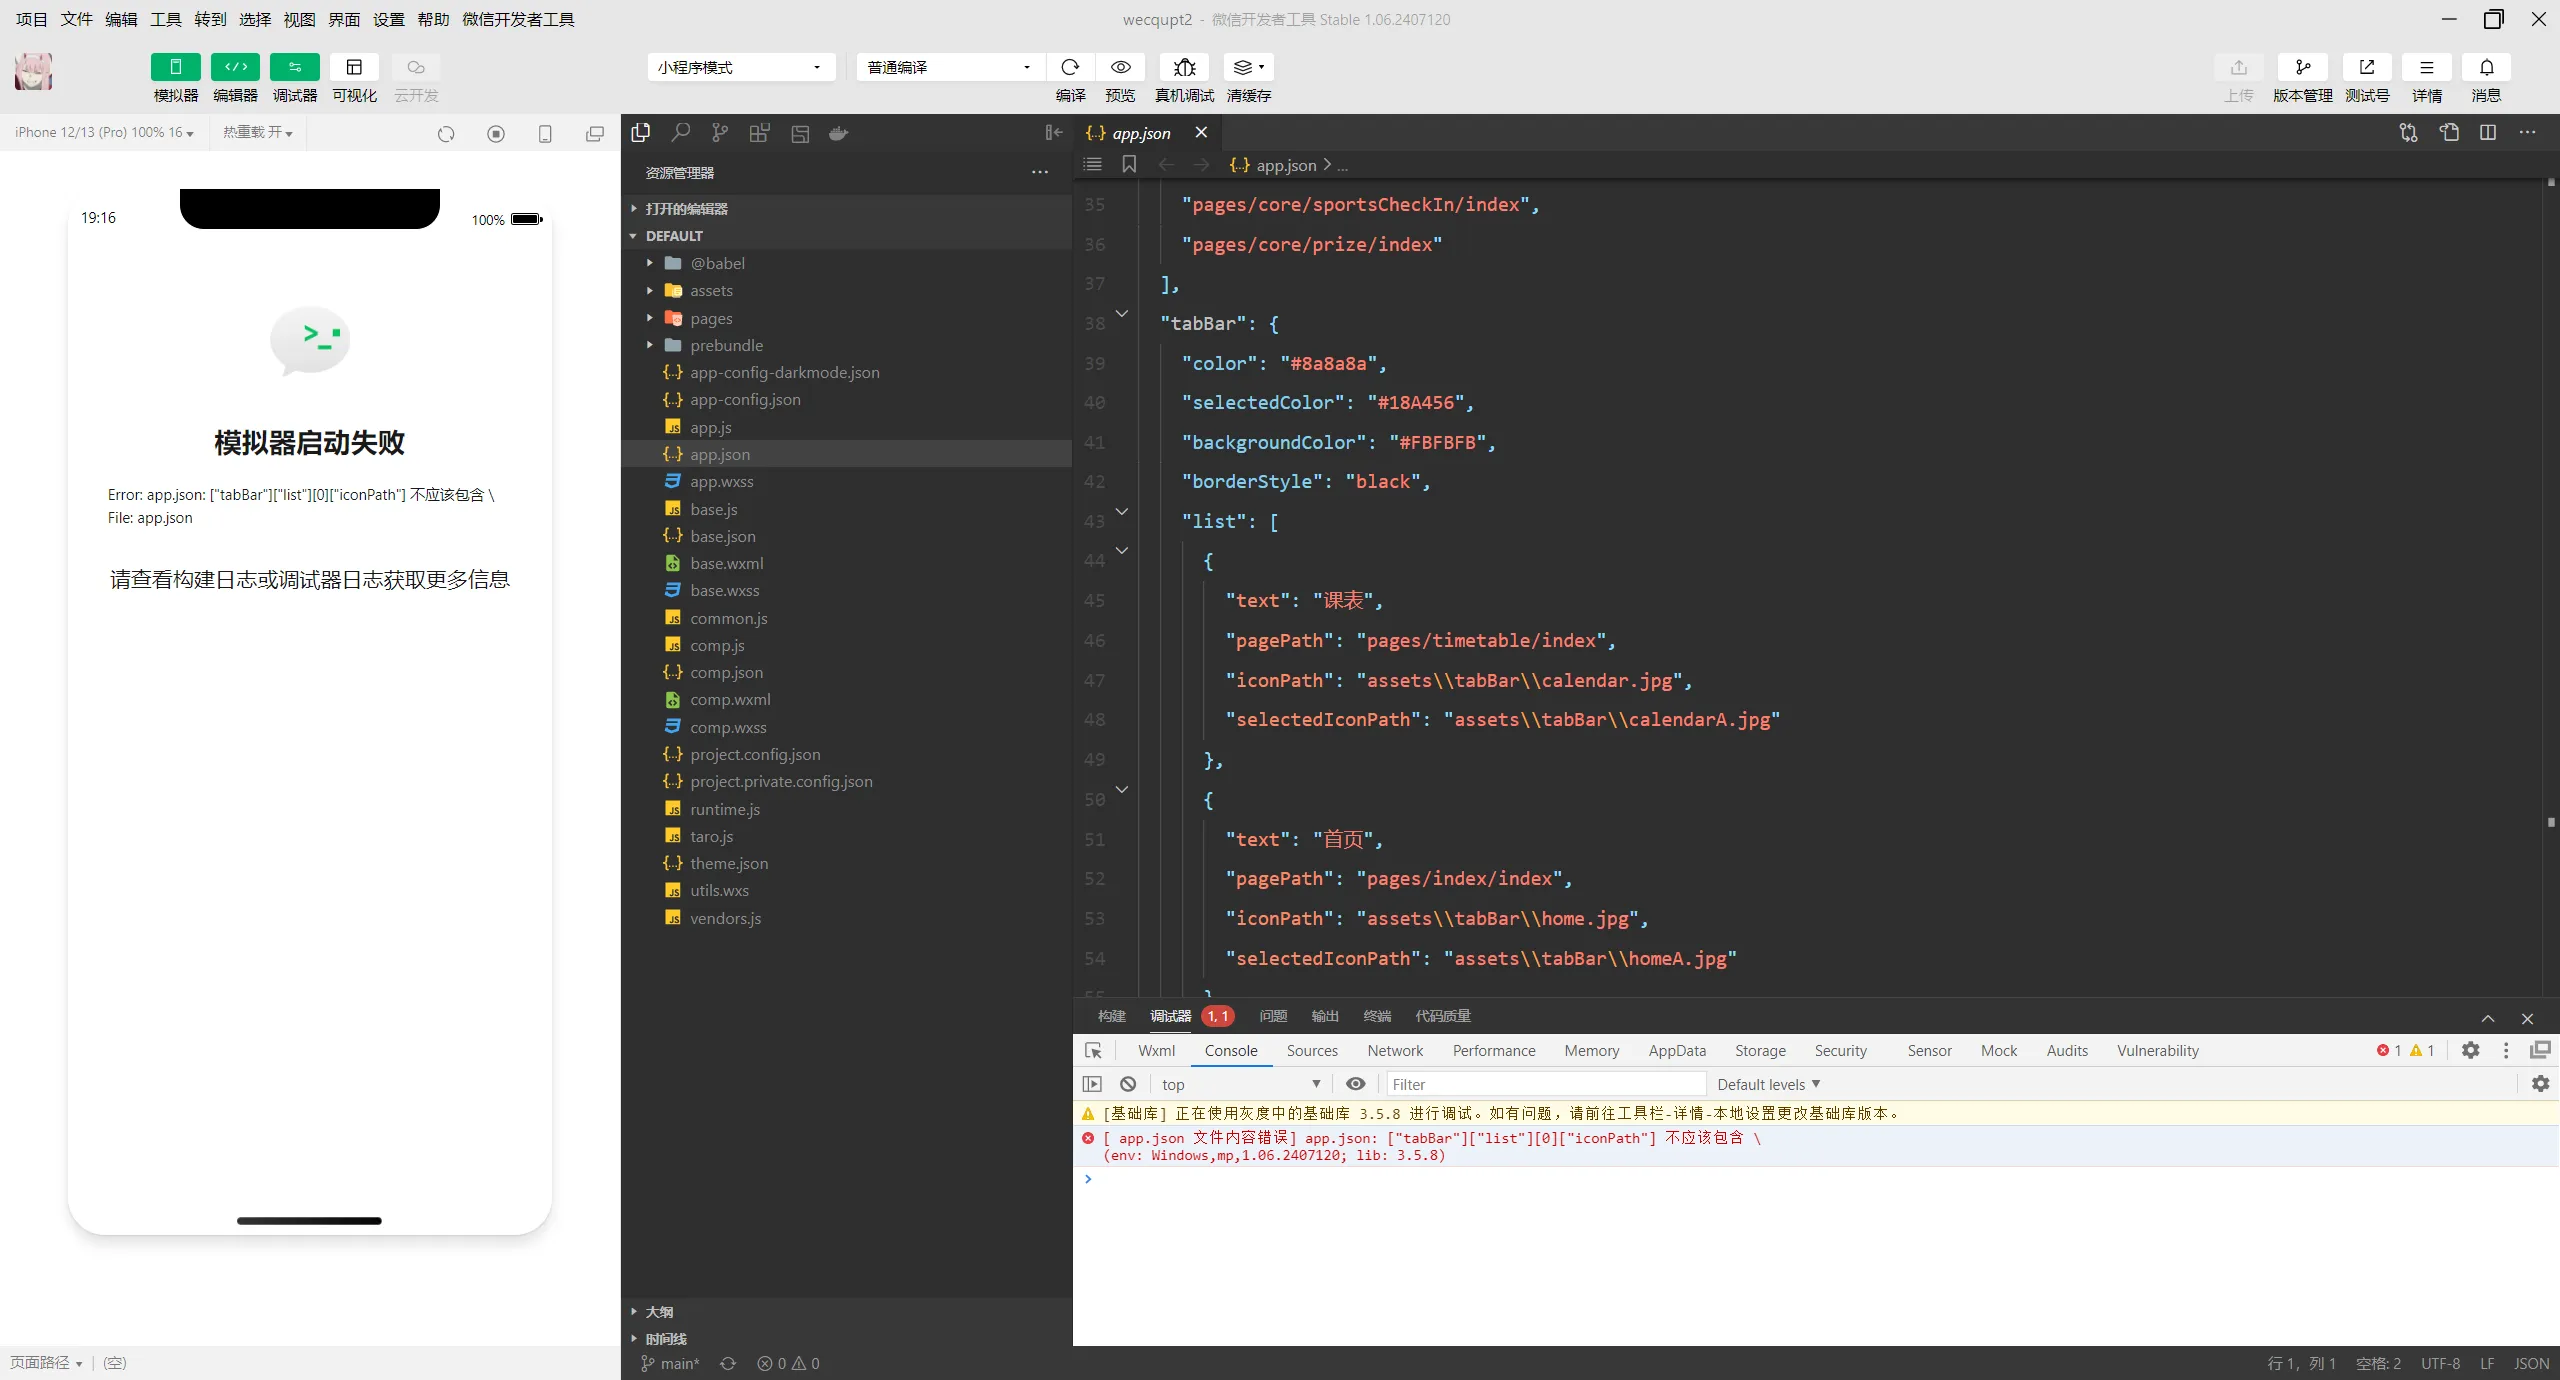 项目 文件 编辑 工具 转到 选择 视图 界面 设置 帮助 微信开发者工具
wecqupt2 - 微信开发者工具 Stable 1.06.2407120
模拟器 编辑器 调试器 可视化 云开发
小程序模式
普通编译
编译 预览 真机调试 清缓存
上传 版本管理 测试号 详情 消息
iPhone 12/13 (Pro) 100% 16
热重载 开
19:16
100%
模拟器启动失败
Error: app.json: ["tabBar"]["list"][0]["iconPath"] 不应该包含 \
File: app.json
请查看构建日志或调试器日志获取更多信息
页面路径
(空)
资源管理器
打开的编辑器
DEFAULT
@babel
assets
pages
prebundle
app-config-darkmode.json
app-config.json
app.js
app.json
app.wxss
base.js
base.json
base.wxml
base.wxss
common.js
comp.js
comp.json
comp.wxml
comp.wxss
project.config.json
project.private.config.json
runtime.js
taro.js
theme.json
utils.wxs
vendors.js
大纲
时间线
main*
0
0
app.json
app.json > ...
35 "pages/core/sportsCheckIn/index",
36 "pages/core/prize/index"
37 ],
38 "tabBar": {
39 "color": "#8a8a8a",
40 "selectedColor": "#18A456",
41 "backgroundColor": "#FBFBFB",
42 "borderStyle": "black",
43 "list": [
44 {
45 "text": "课表",
46 "pagePath": "pages/timetable/index",
47 "iconPath": "assets\\tabBar\\calendar.jpg",
48 "selectedIconPath": "assets\\tabBar\\calendarA.jpg"
49 },
50 {
51 "text": "首页",
52 "pagePath": "pages/index/index",
53 "iconPath": "assets\\tabBar\\home.jpg",
54 "selectedIconPath": "assets\\tabBar\\homeA.jpg"
55 }
构建 调试器 1, 1 问题 输出 终端 代码质量
Wxml Console Sources Network Performance Memory AppData Storage Security Sensor Mock Audits Vulnerability
1 1
top
Filter
Default levels
[基础库] 正在使用灰度中的基础库 3.5.8 进行调试。如有问题，请前往工具栏-详情-本地设置更改基础库版本。
[ app.json 文件内容错误] app.json: ["tabBar"]["list"][0]["iconPath"] 不应该包含 \
(env: Windows,mp,1.06.2407120; lib: 3.5.8)
行 1，列 1 空格: 2 UTF-8 LF JSON